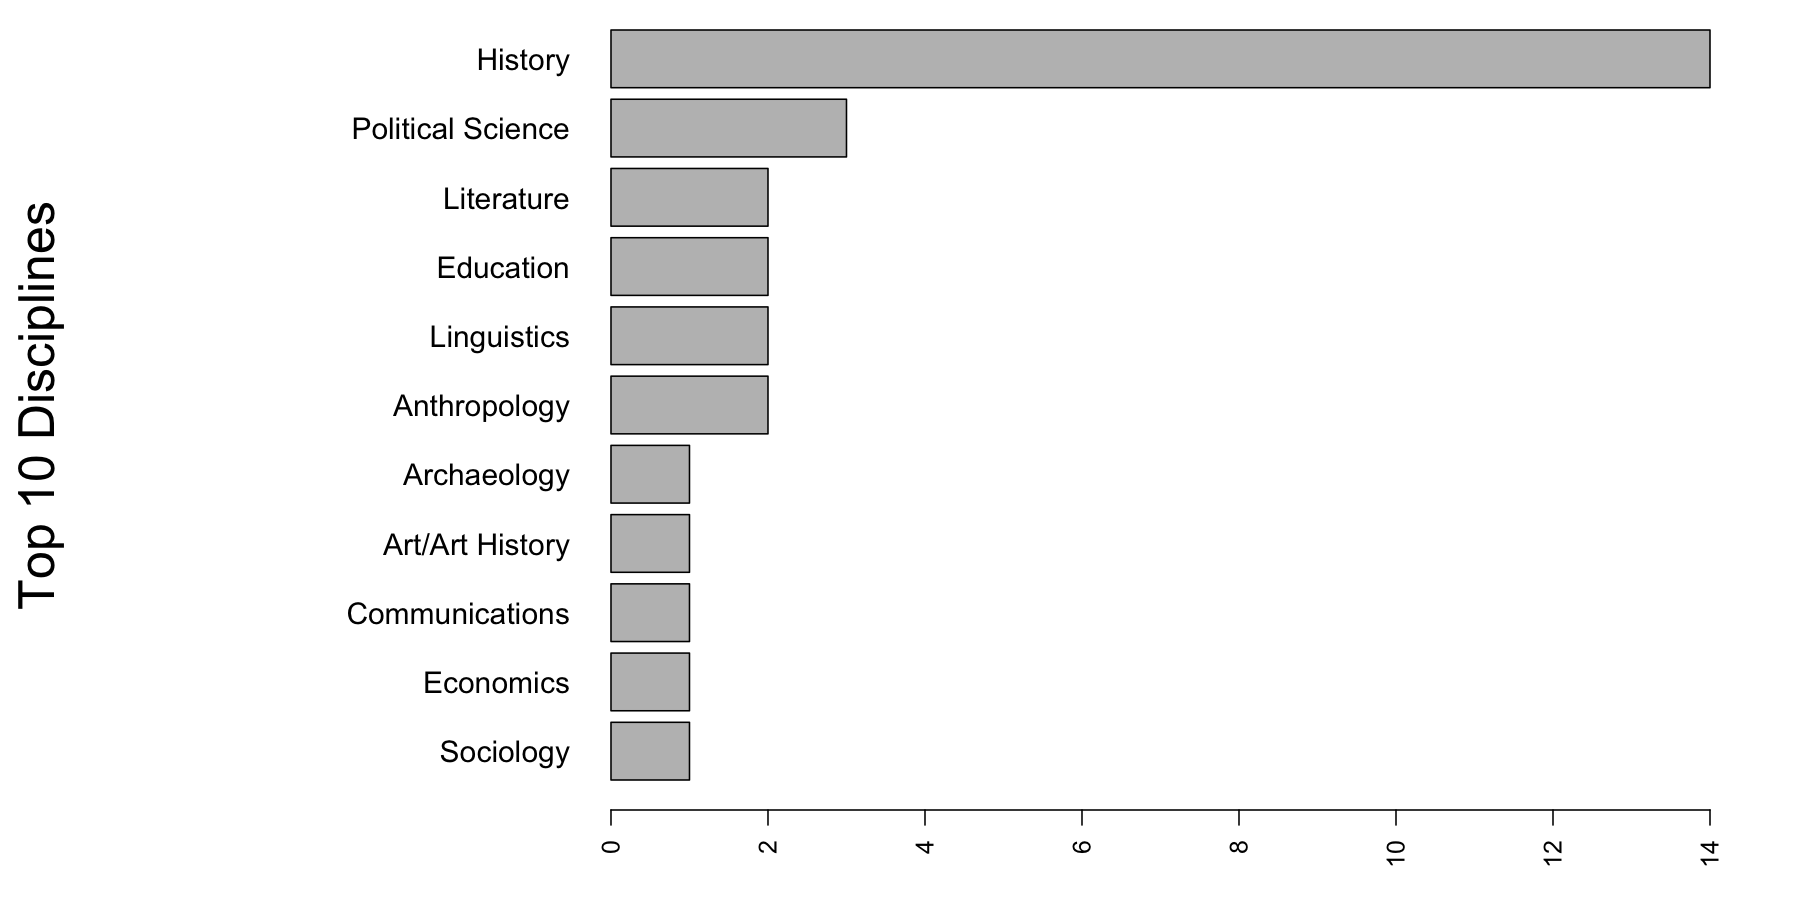 Top 10 Disciplines
History
Political Science
Literature
Education
Linguistics
Anthropology
Archaeology
Art/Art History
Communications
Economics
Sociology
0 2 4 6 8 10 12 14